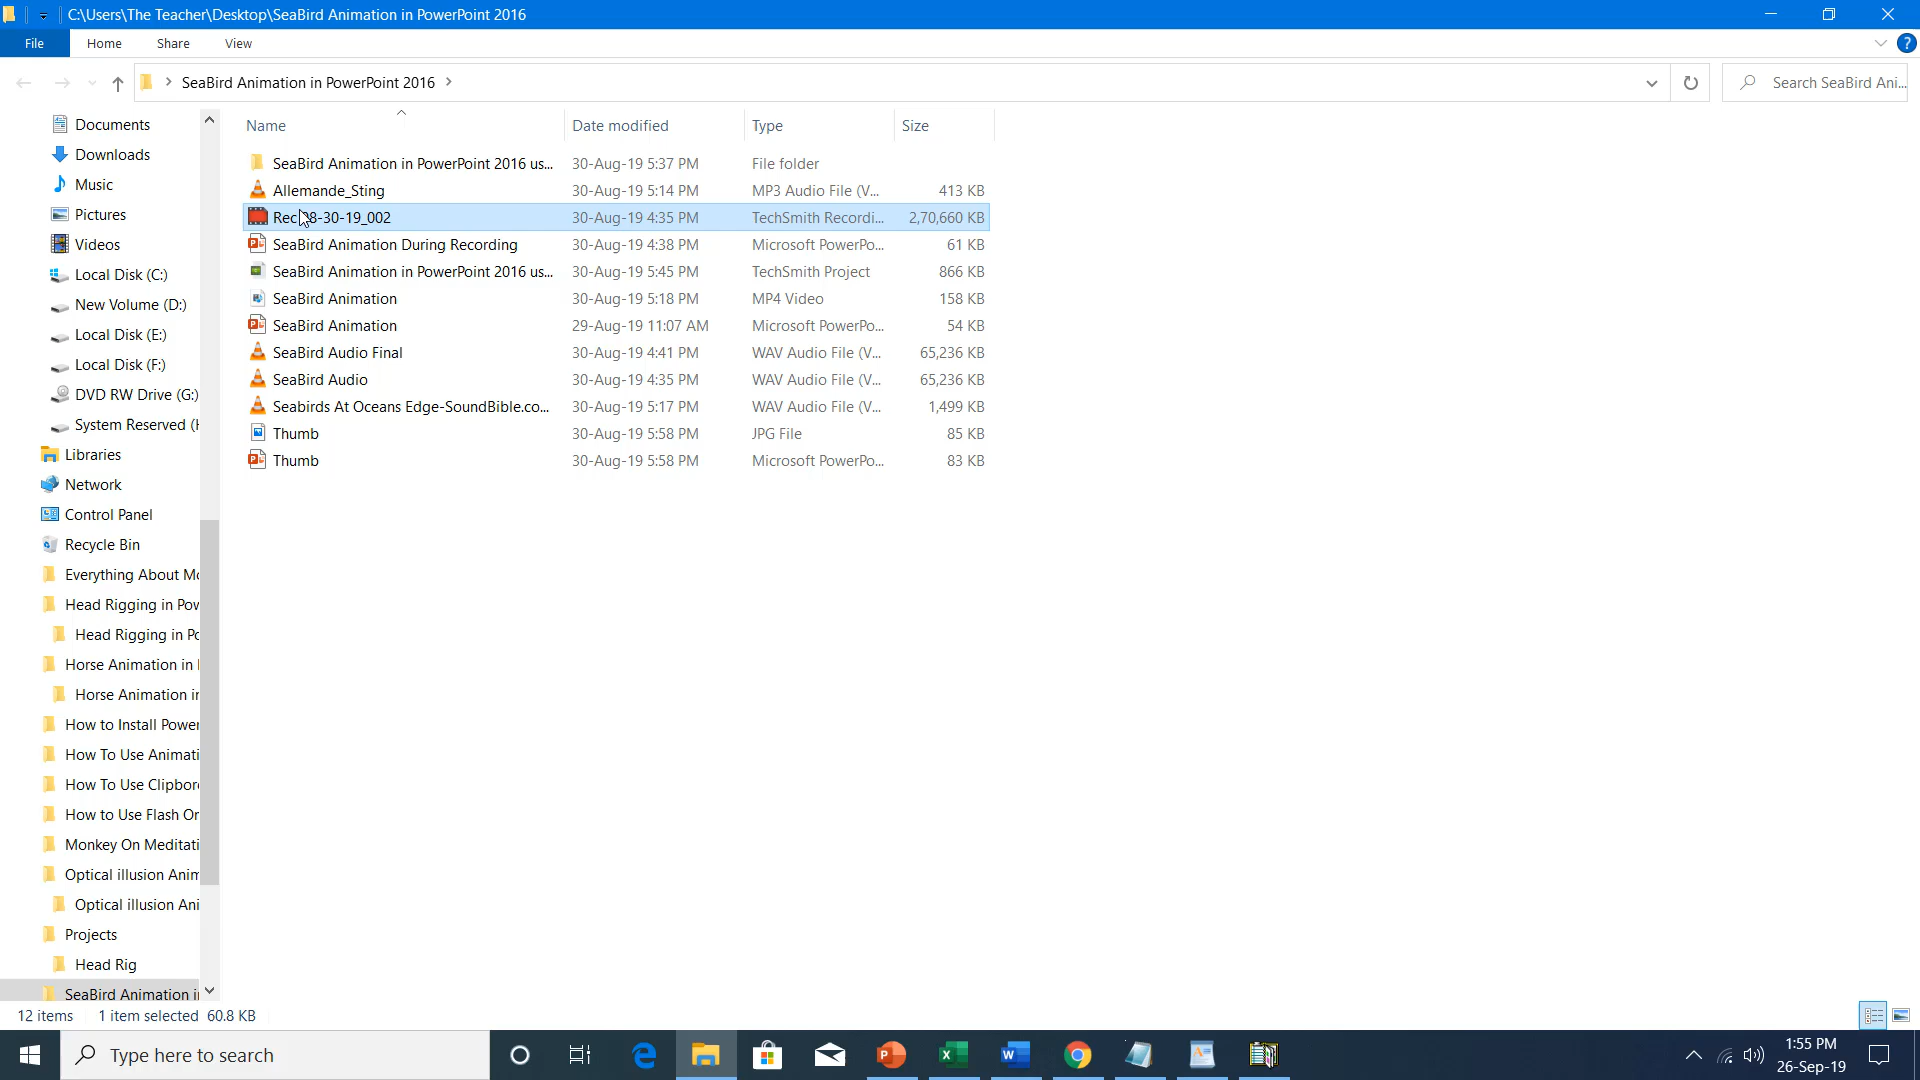 C:\Users\The Teacher\Desktop\SeaBird Animation in PowerPoint 2016
File Home Share View
SeaBird Animation in PowerPoint 2016
Search SeaBird Ani...
Name Date modified Type Size
SeaBird Animation in PowerPoint 2016 us... 30-Aug-19 5:37 PM File folder
Allemande_Sting 30-Aug-19 5:14 PM MP3 Audio File (V... 413 KB
Rec 08-30-19_002 30-Aug-19 4:35 PM TechSmith Recordi... 2,70,660 KB
SeaBird Animation During Recording 30-Aug-19 4:38 PM Microsoft PowerPo... 61 KB
SeaBird Animation in PowerPoint 2016 us... 30-Aug-19 5:45 PM TechSmith Project 866 KB
SeaBird Animation 30-Aug-19 5:18 PM MP4 Video 158 KB
SeaBird Animation 29-Aug-19 11:07 AM Microsoft PowerPo... 54 KB
SeaBird Audio Final 30-Aug-19 4:41 PM WAV Audio File (V... 65,236 KB
SeaBird Audio 30-Aug-19 4:35 PM WAV Audio File (V... 65,236 KB
Seabirds At Oceans Edge-SoundBible.co... 30-Aug-19 5:17 PM WAV Audio File (V... 1,499 KB
Thumb 30-Aug-19 5:58 PM JPG File 85 KB
Thumb 30-Aug-19 5:58 PM Microsoft PowerPo... 83 KB
Documents
Downloads
Music
Pictures
Videos
Local Disk (C:)
New Volume (D:)
Local Disk (E:)
Local Disk (F:)
DVD RW Drive (G:)
System Reserved (H
Libraries
Network
Control Panel
Recycle Bin
Everything About Mo
Head Rigging in Pow
Head Rigging in Po
Horse Animation in
Horse Animation in
How to Install Power
How To Use Animati
How To Use Clipbor
How to Use Flash Or
Monkey On Meditati
Optical illusion Anim
Optical illusion Ani
Projects
Head Rig
SeaBird Animation in
12 items 1 item selected 60.8 KB
Type here to search
1:55 PM
26-Sep-19